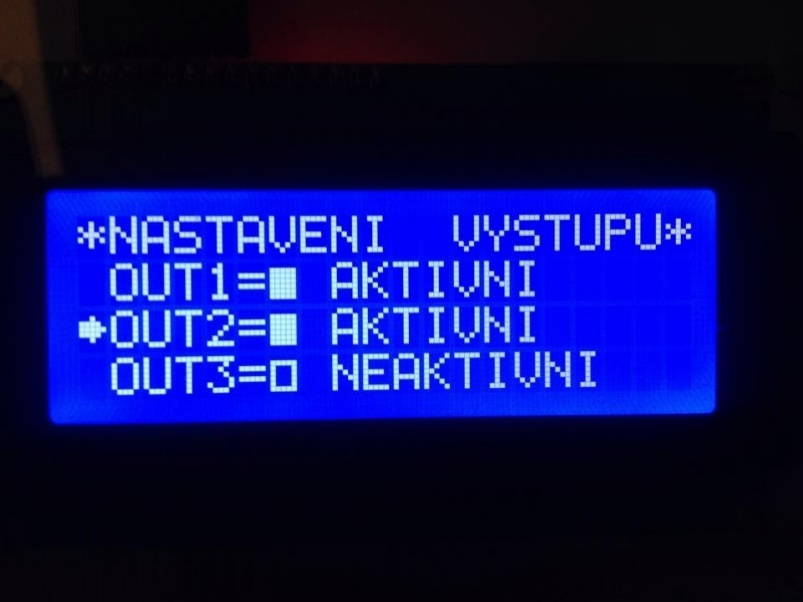 *NASTAVENI VYSTUPU*
OUT1=■ AKTIVNI
➧OUT2=■ AKTIVNI
OUT3=□ NEAKTIVNI